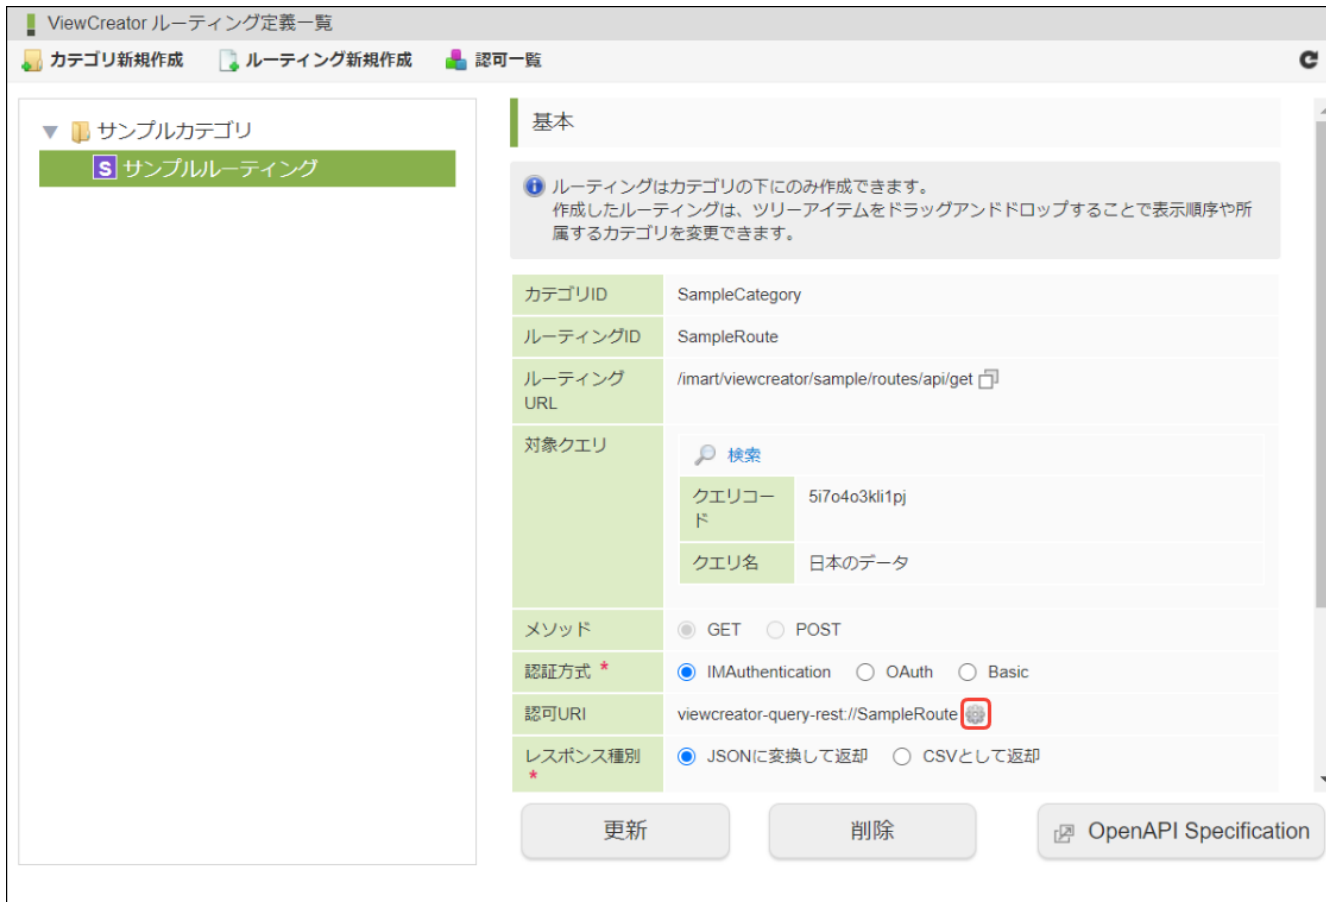 ViewCreator ルーティング定義一覧
カテゴリ新規作成 ルーティング新規作成 認可一覧
サンプルカテゴリ
S サンプルルーティング
基本
ルーティングはカテゴリの下にのみ作成できます。
作成したルーティングは、ツリーアイテムをドラッグアンドドロップすることで表示順序や所
属するカテゴリを変更できます。
カテゴリID SampleCategory
ルーティングID SampleRoute
ルーティング /imart/viewcreator/sample/routes/api/get
URL
対象クエリ
検索
クエリコー 5i7o4o3kli1pj
ド
クエリ名 日本のデータ
メソッド GET POST
認証方式 * IMAuthentication OAuth Basic
認可URI viewcreator-query-rest://SampleRoute
レスポンス種別 JSONに変換して返却 CSVとして返却
*
更新 削除 OpenAPI Specification